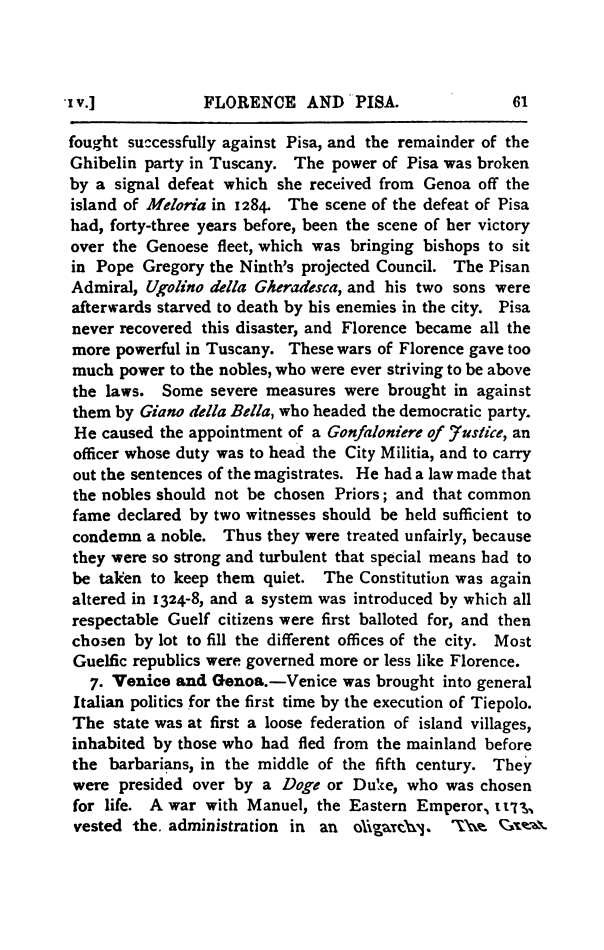 IV.] FLORENCE AND PISA. 61
fought successfully against Pisa, and the remainder of the
Ghibelin party in Tuscany. The power of Pisa was broken
by a signal defeat which she received from Genoa off the
island of Meloria in 1284. The scene of the defeat of Pisa
had, forty-three years before, been the scene of her victory
over the Genoese fleet, which was bringing bishops to sit
in Pope Gregory the Ninth's projected Council. The Pisan
Admiral, Ugolino della Gheradesca, and his two sons were
afterwards starved to death by his enemies in the city. Pisa
never recovered this disaster, and Florence became all the
more powerful in Tuscany. These wars of Florence gave too
much power to the nobles, who were ever striving to be above
the laws. Some severe measures were brought in against
them by Giano della Bella, who headed the democratic party.
He caused the appointment of a Gonfaloniere of Justice, an
officer whose duty was to head the City Militia, and to carry
out the sentences of the magistrates. He had a law made that
the nobles should not be chosen Priors; and that common
fame declared by two witnesses should be held sufficient to
condemn a noble. Thus they were treated unfairly, because
they were so strong and turbulent that special means had to
be taken to keep them quiet. The Constitution was again
altered in 1324-8, and a system was introduced by which all
respectable Guelf citizens were first balloted for, and then
chosen by lot to fill the different offices of the city. Most
Guelfic republics were governed more or less like Florence.
7. Venice and Genoa.—Venice was brought into general
Italian politics for the first time by the execution of Tiepolo.
The state was at first a loose federation of island villages,
inhabited by those who had fled from the mainland before
the barbarians, in the middle of the fifth century. They
were presided over by a Doge or Duke, who was chosen
for life. A war with Manuel, the Eastern Emperor, 1173,
vested the administration in an oligarchy. The Great